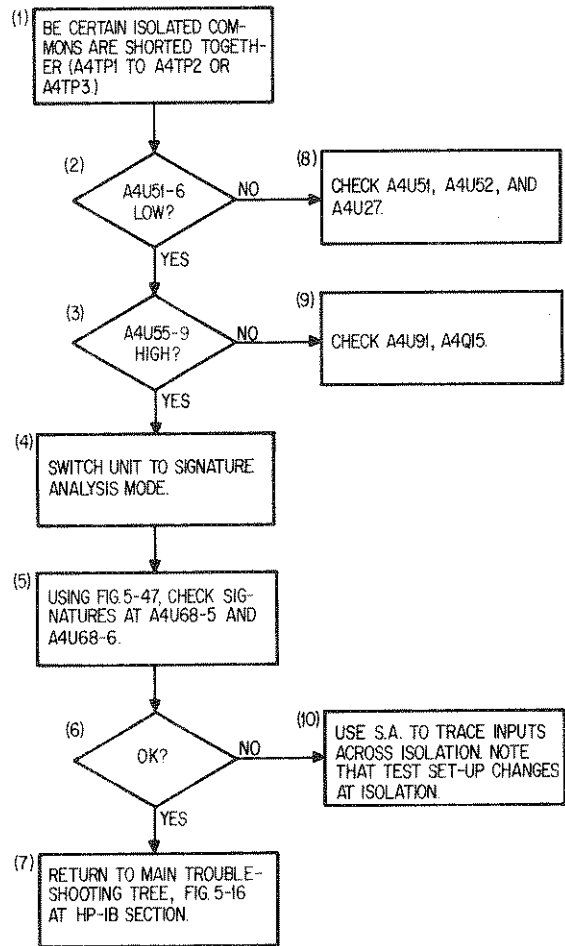 (1)
BE CERTAIN ISOLATED COM-
MONS ARE SHORTED TOGETH-
ER (A4TP1 TO A4TP2 OR
A4TP3.)
(2)
A4U51-6
LOW?
NO
YES
(8)
CHECK A4U51, A4U52, AND
A4U27.
(3)
A4U55-9
HIGH?
NO
YES
(9)
CHECK A4U91, A4Q15.
(4)
SWITCH UNIT TO SIGNATURE
ANALYSIS MODE.
(5)
USING FIG.5-47, CHECK SIG-
NATURES AT A4U68-5 AND
A4U68-6.
(6)
OK?
NO
YES
(10)
USE S.A. TO TRACE INPUTS
ACROSS ISOLATION. NOTE
THAT TEST SET-UP CHANGES
AT ISOLATION.
(7)
RETURN TO MAIN TROUBLE-
SHOOTING TREE, FIG. 5-16
AT HP-IB SECTION.